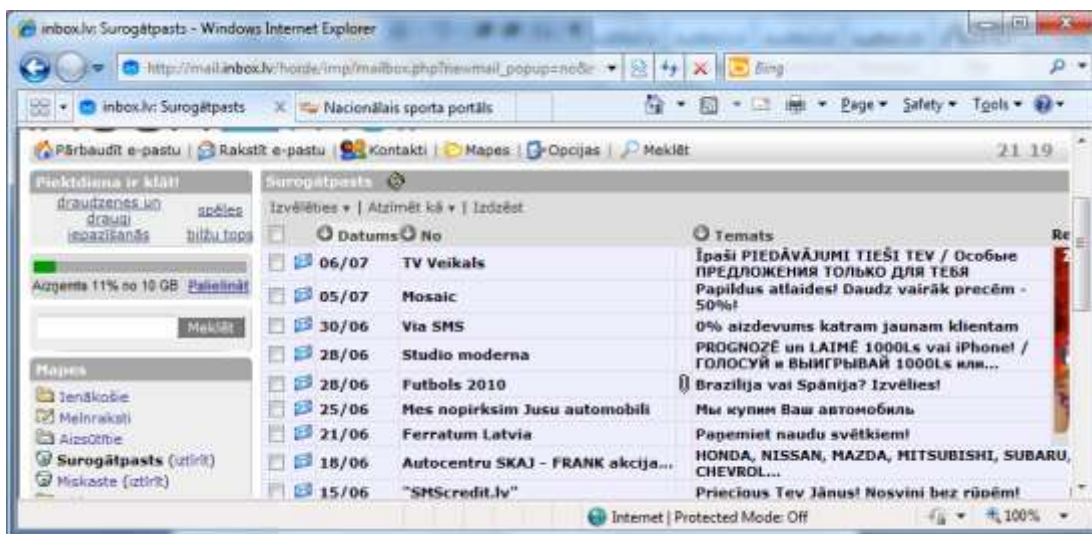 inbox.lv: Surogātpasts - Windows Internet Explorer
http://mail.inbox.lv/horde/imp/mailbox.php?newmail_popup=no&
Bing
inbox.lv: Surogātpasts
Nacionālais sporta portāls
Page Safety Tools
Pārbaudīt e-pastu | Rakstīt e-pastu | Kontakti | Mapes | Opcijas | Meklēt
21 19
Piektdiena ir klāt!
draudzenes un draugi
spēles
iepazīšanās
bilžu tops
Aizņemts 11% no 10 GB Palielināt
Meklēt
Mapes
Ienākošie
Melnraksti
Aizsūtītie
Surogātpasts (iztīrīt)
Miskaste (iztīrīt)
Surogātpasts
Izvēlēties | Atzīmēt kā | Izdzēst
Datums No Temats Re
06/07 TV Veikals Īpaši PIEDĀVĀJUMI TIEŠI TEV / Особые
ПРЕДЛОЖЕНИЯ ТОЛЬКО ДЛЯ ТЕБЯ
05/07 Mosaic Papildus atlaides! Daudz vairāk precēm -
50%!
30/06 Via SMS 0% aizdevums katram jaunam klientam
28/06 Studio moderna PROGNOZĒ un LAIMĒ 1000Ls vai iPhone! /
ГОЛОСУЙ и ВЫИГРЫВАЙ 1000Ls или...
28/06 Futbols 2010 Brazīlija vai Spānija? Izvēlies!
25/06 Mes nopirksim Jusu automobili Мы купим Ваш автомобиль
21/06 Ferratum Latvia Paņemiet naudu svētkiem!
18/06 Autocentru SKAJ - FRANK akcija... HONDA, NISSAN, MAZDA, MITSUBISHI, SUBARU,
CHEVROL...
15/06 "SMScredit.lv" Priecīgus Tev Jāņus! Nosvini bez rūpēm!
Internet | Protected Mode: Off
100%